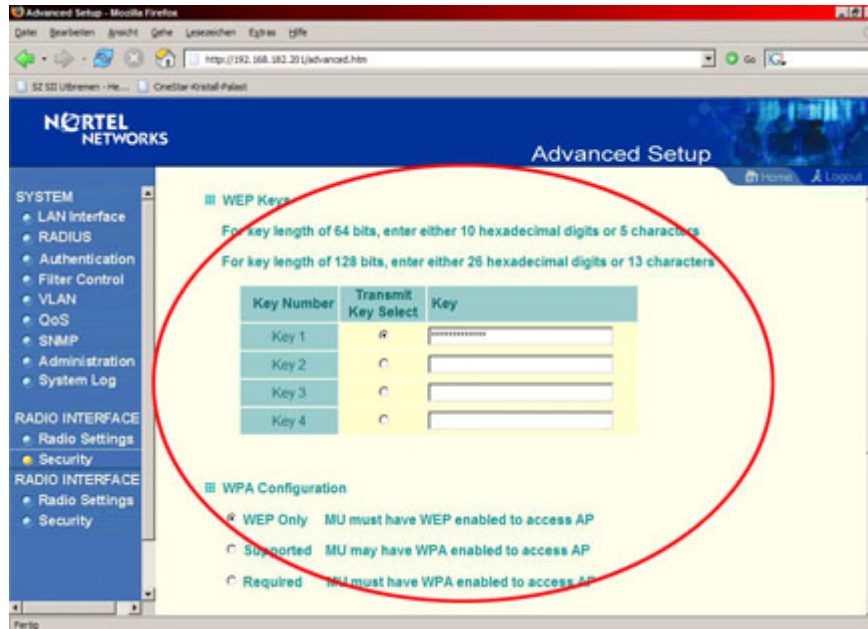 Advanced Setup - Mozilla Firefox
Datei Bearbeiten Ansicht Gehe Lesezeichen Extras Hilfe
http://192.168.182.201/advanced.htm Go
SZ SII Utbremen - He... CineStar-Kristall-Palast
NORTEL
NETWORKS
Advanced Setup
Home Logout
SYSTEM
LAN Interface
RADIUS
Authentication
Filter Control
VLAN
QoS
SNMP
Administration
System Log
RADIO INTERFACE
Radio Settings
Security
RADIO INTERFACE
Radio Settings
Security
WEP Keys
For key length of 64 bits, enter either 10 hexadecimal digits or 5 characters
For key length of 128 bits, enter either 26 hexadecimal digits or 13 characters
Key Number Transmit Key Select Key
Key 1 *************
Key 2
Key 3
Key 4
WPA Configuration
WEP Only MU must have WEP enabled to access AP
Supported MU may have WPA enabled to access AP
Required MU must have WPA enabled to access AP
Fertig